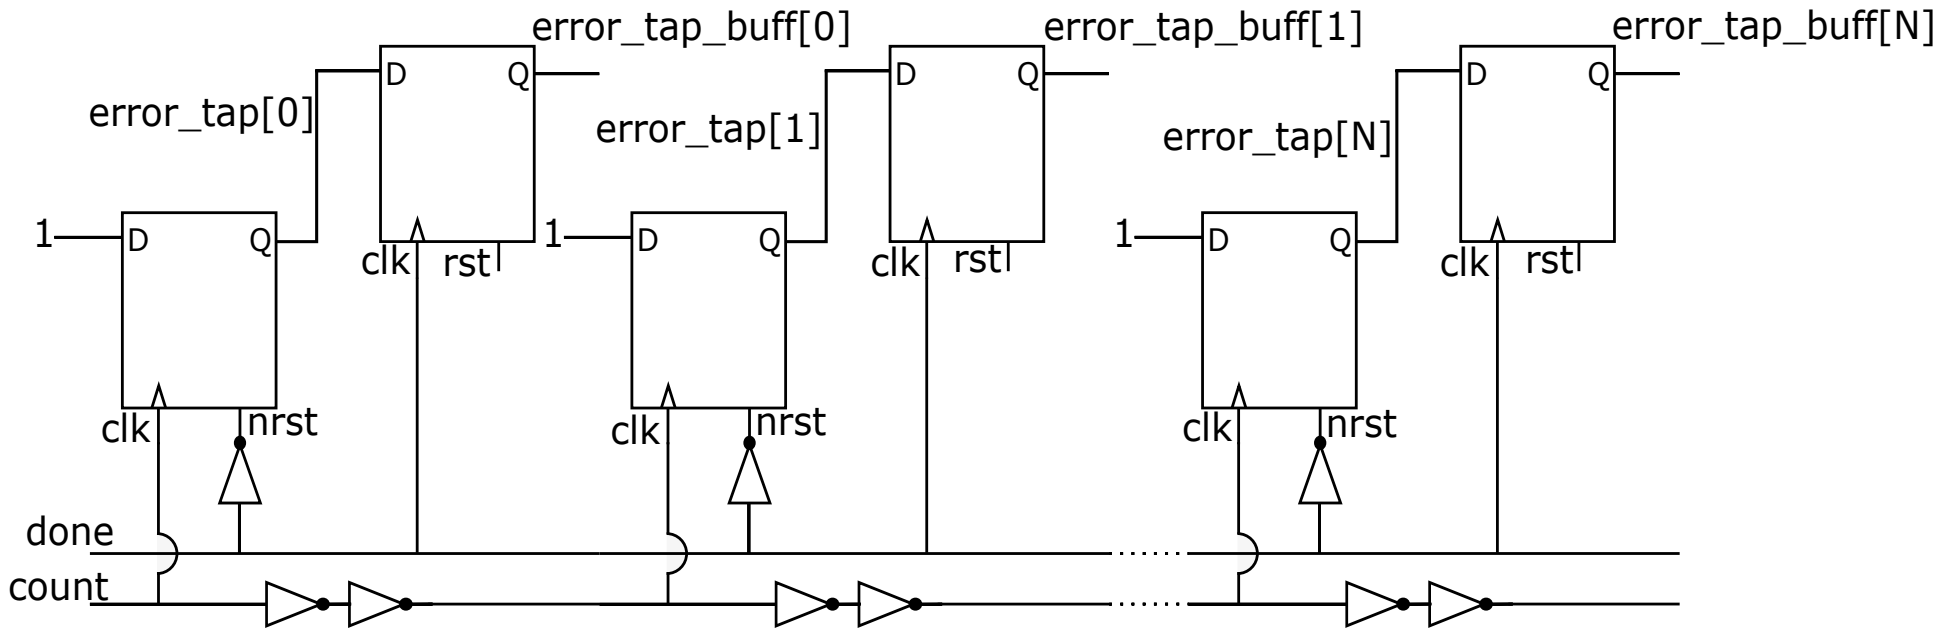 error_tap_buff[0]
error_tap_buff[1]
error_tap_buff[N]
D
Q
D
Q
D
Q
error_tap[0]
error_tap[1]
error_tap[N]
1
D
Q
clk
rst
1
D
Q
clk
rst
1
D
Q
clk
rst
clk
nrst
clk
nrst
clk
nrst
done
count